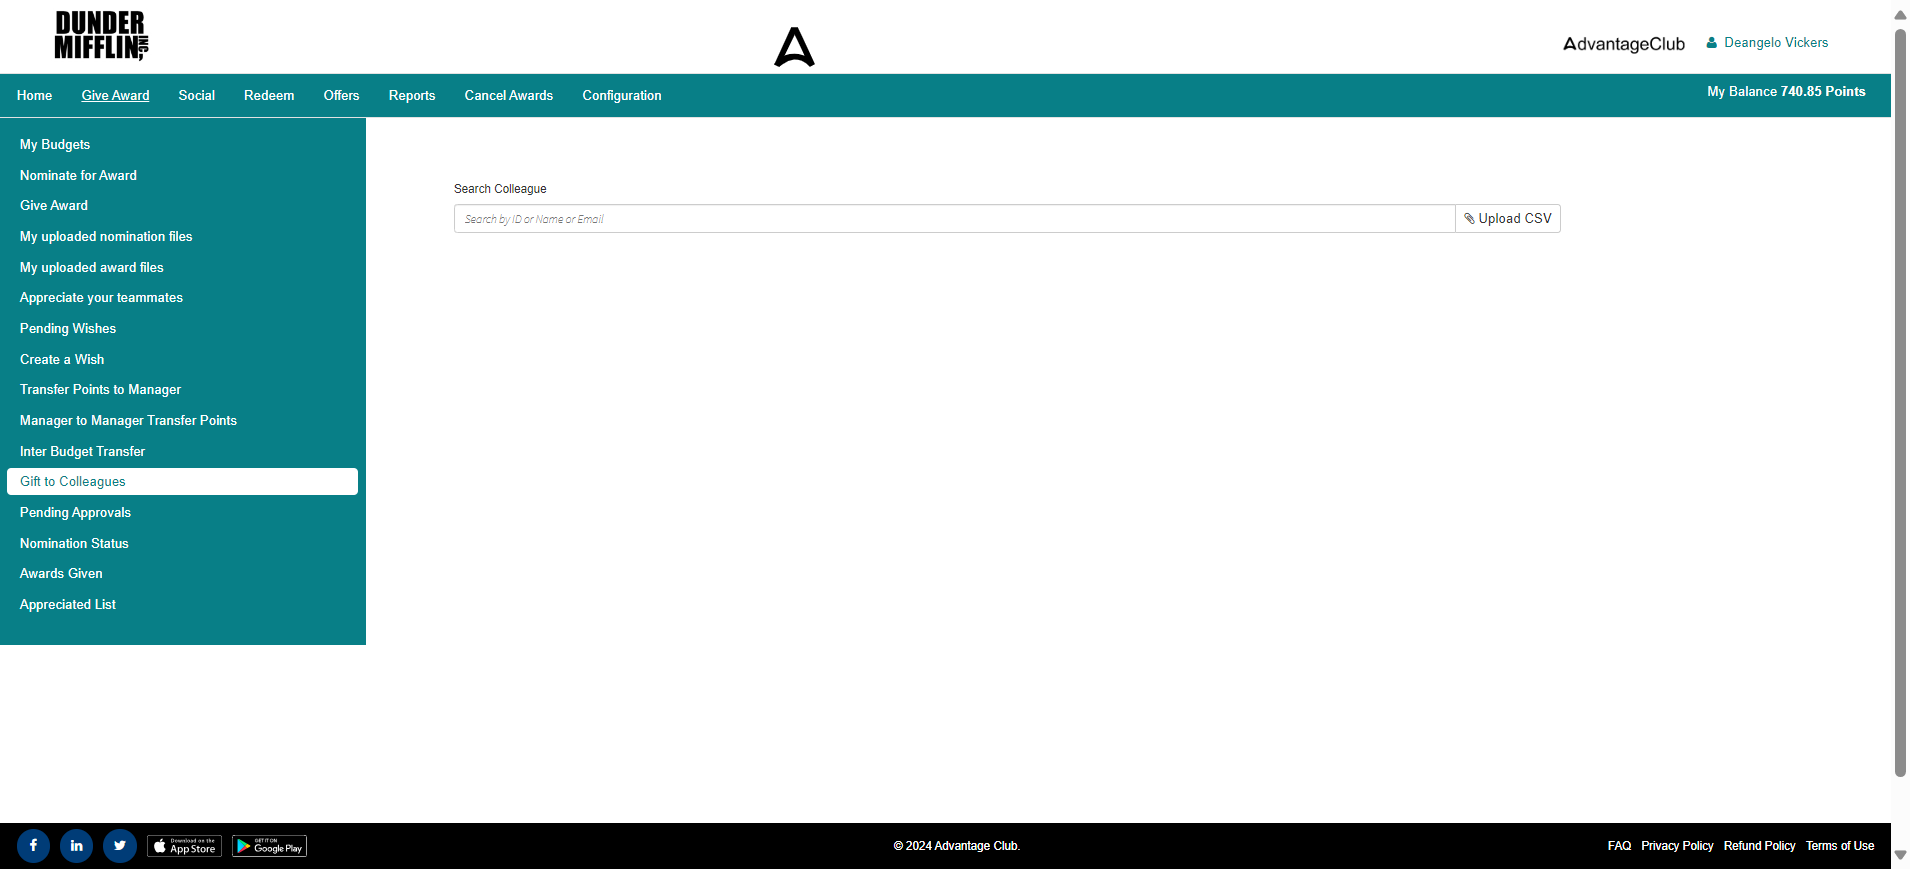 DUNDER
MIFFLIN INC,
AdvantageClub
Deangelo Vickers
Home Give Award Social Redeem Offers Reports Cancel Awards Configuration
My Balance 740.85 Points
My Budgets
Nominate for Award
Give Award
My uploaded nomination files
My uploaded award files
Appreciate your teammates
Pending Wishes
Create a Wish
Transfer Points to Manager
Manager to Manager Transfer Points
Inter Budget Transfer
Gift to Colleagues
Pending Approvals
Nomination Status
Awards Given
Appreciated List
Search Colleague
Search by ID or Name or Email
Upload CSV
Download on the
App Store
GET IT ON
Google Play
© 2024 Advantage Club.
FAQ Privacy Policy Refund Policy Terms of Use